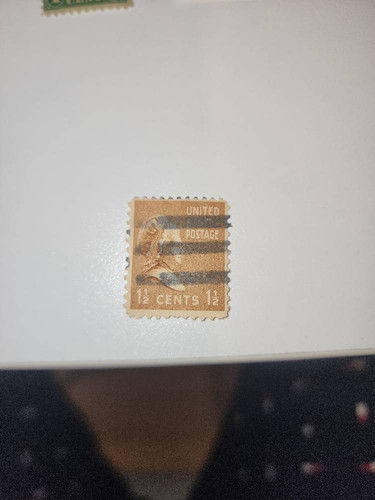 UNITED
POSTAGE
1½ CENTS 1½